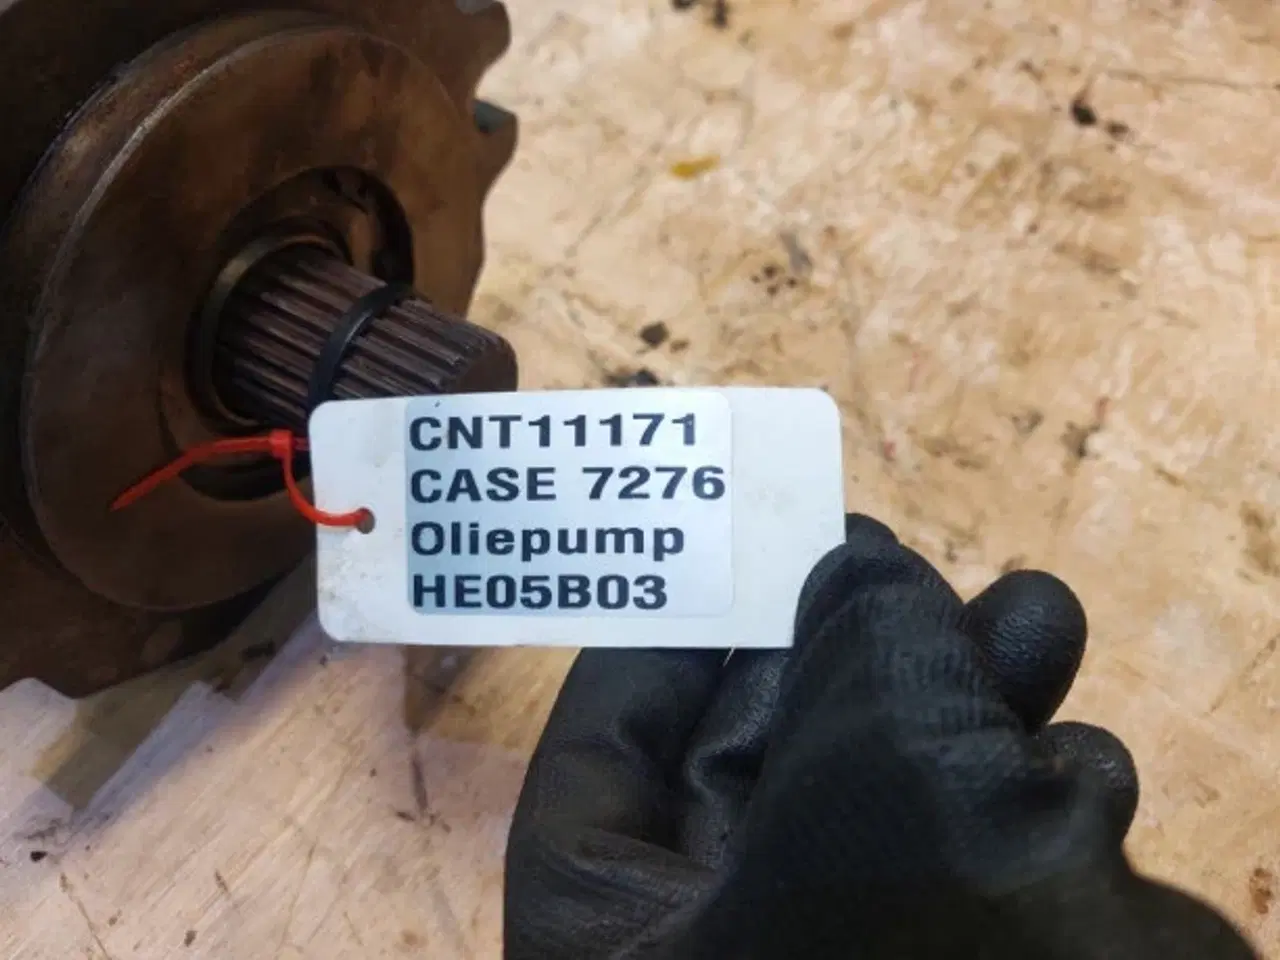 CNT11171
CASE 7276
Oliepump
HE05B03